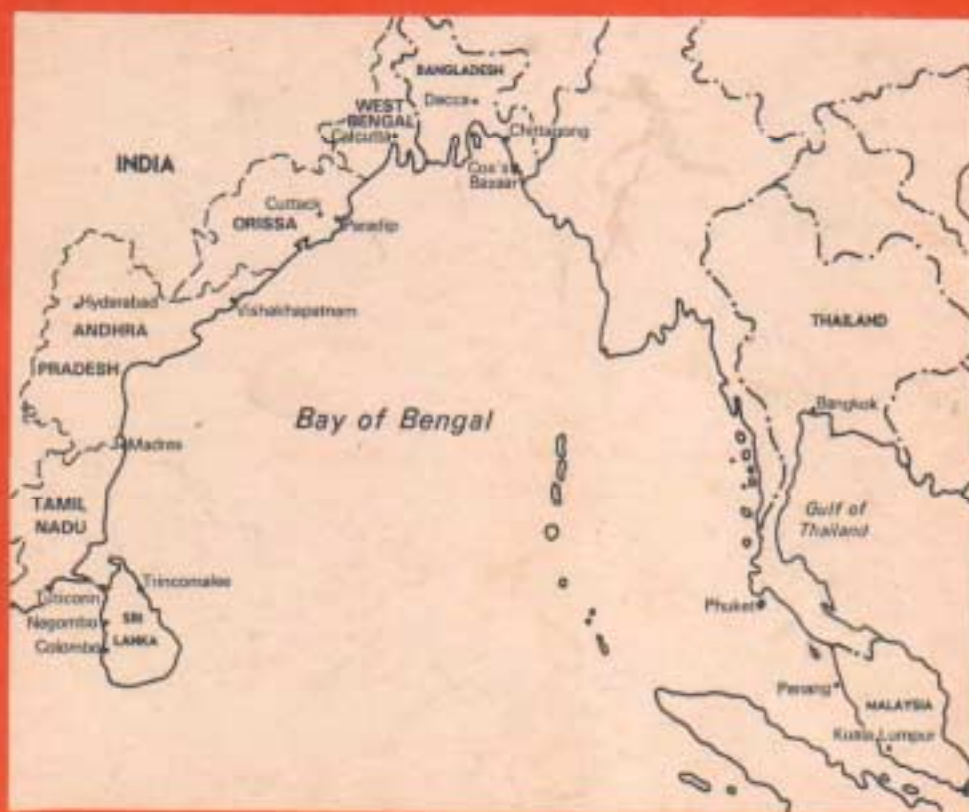 BANGLADESH
Dacca
WEST
BENGAL
Calcutta
Chittagong
Cox's
Bazaar
INDIA
Cuttack
ORISSA
Paradip
Hyderabad
Vishakhapatnam
ANDHRA
PRADESH
THAILAND
Bay of Bengal
Bangkok
Madras
TAMIL
NADU
Gulf of
Thailand
Tuticorin
Trincomalee
Negombo
SRI
LANKA
Colombo
Phuket
Penang
MALAYSIA
Kuala Lumpur